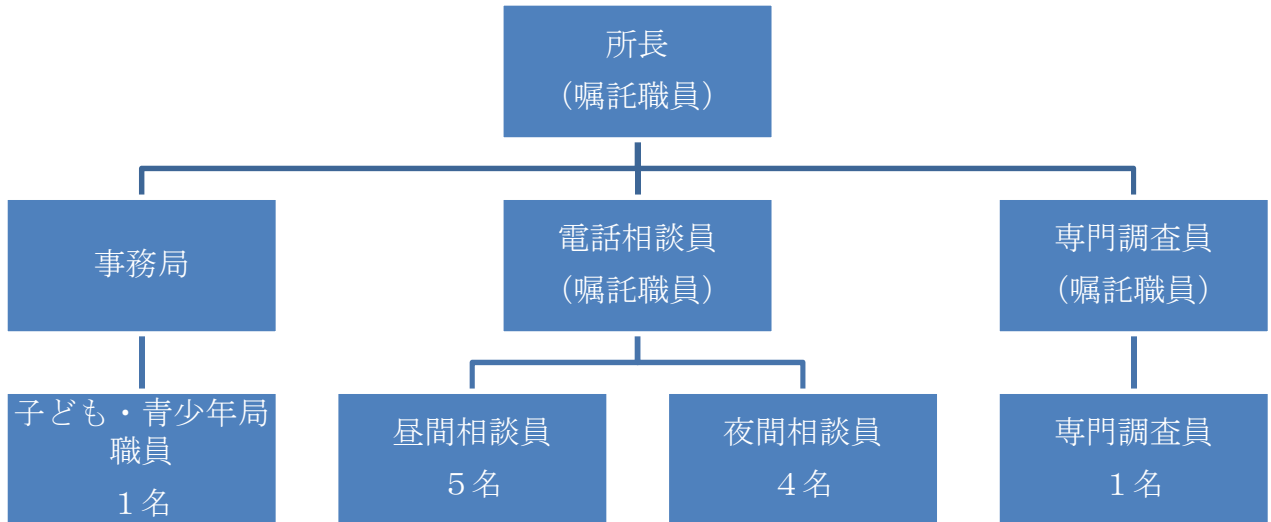 所長
（嘱託職員）
事務局
電話相談員
（嘱託職員）
専門調査員
（嘱託職員）
子ども・青少年局
職員
１名
昼間相談員
５名
夜間相談員
４名
専門調査員
１名